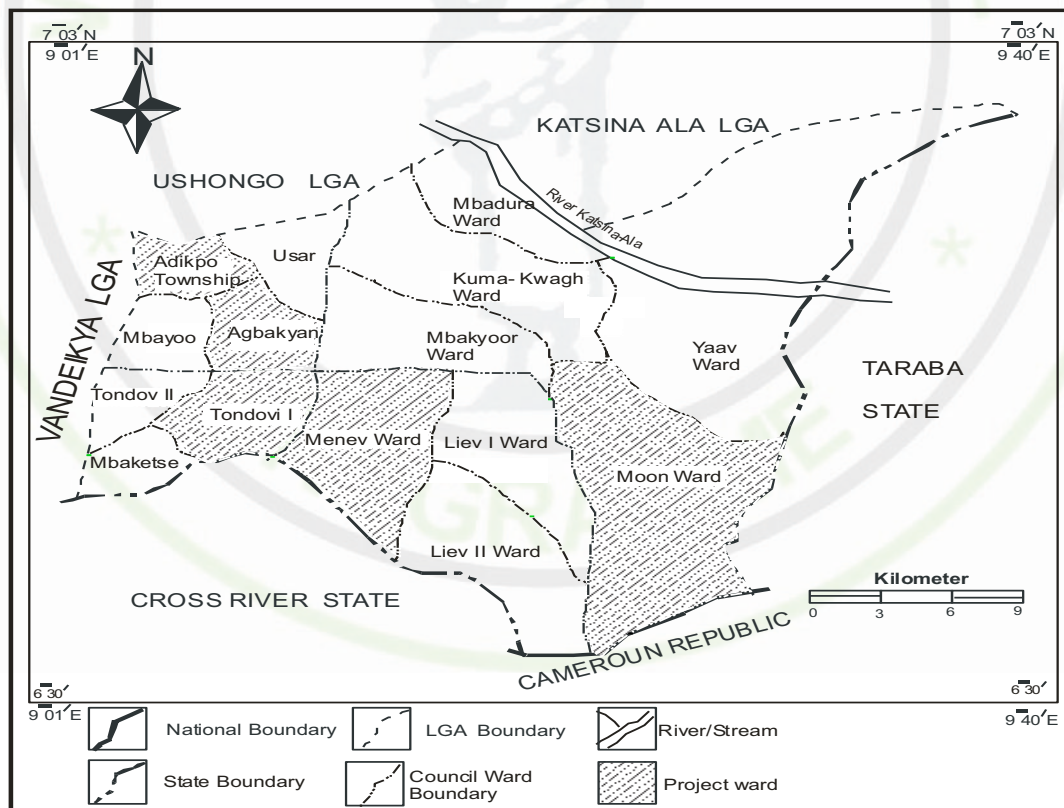 7 03′ N
9 01′ E
7 03′ N
9 40′ E
N
KATSINA ALA LGA
USHONGO LGA
River Katsina-Ala
Mbadura
Ward
Usar
Adikpo
Township
Kuma-Kwagh
Ward
VANDEIKYA LGA
Mbayoo
Agbakyan
Mbakyoor
Ward
Yaav
Ward
TARABA
STATE
Tondov II
Tondovi I
Menev Ward
Liev I Ward
Mbaketse
Moon Ward
Liev II Ward
GR
ME
CROSS RIVER STATE
CAMEROUN REPUBLIC
Kilometer
0 3 6 9
6 30′
9 01′ E
6 30′
9 40′ E
National Boundary
LGA Boundary
River/Stream
State Boundary
Council Ward
Boundary
Project ward